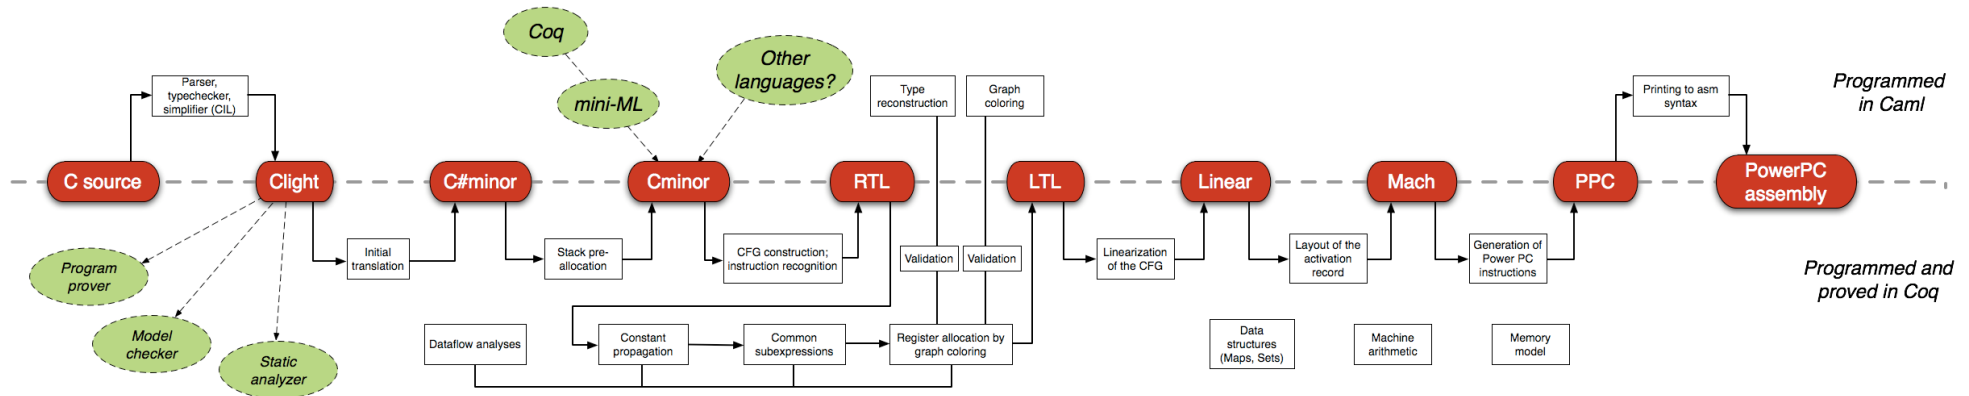 Coq
Other
languages?
mini-ML
Parser,
typechecker,
simplifier (CIL)
Type
reconstruction
Graph
coloring
Printing to asm
syntax
Programmed
in Caml
C source
Clight
C#minor
Cminor
RTL
LTL
Linear
Mach
PPC
PowerPC
assembly
Initial
translation
Stack pre-
allocation
CFG construction;
instruction recognition
Validation
Validation
Linearization
of the CFG
Layout of the
activation
record
Generation of
Power PC
instructions
Programmed and
proved in Coq
Program
prover
Model
checker
Static
analyzer
Dataflow analyses
Constant
propagation
Common
subexpressions
Register allocation by
graph coloring
Data
structures
(Maps, Sets)
Machine
arithmetic
Memory
model